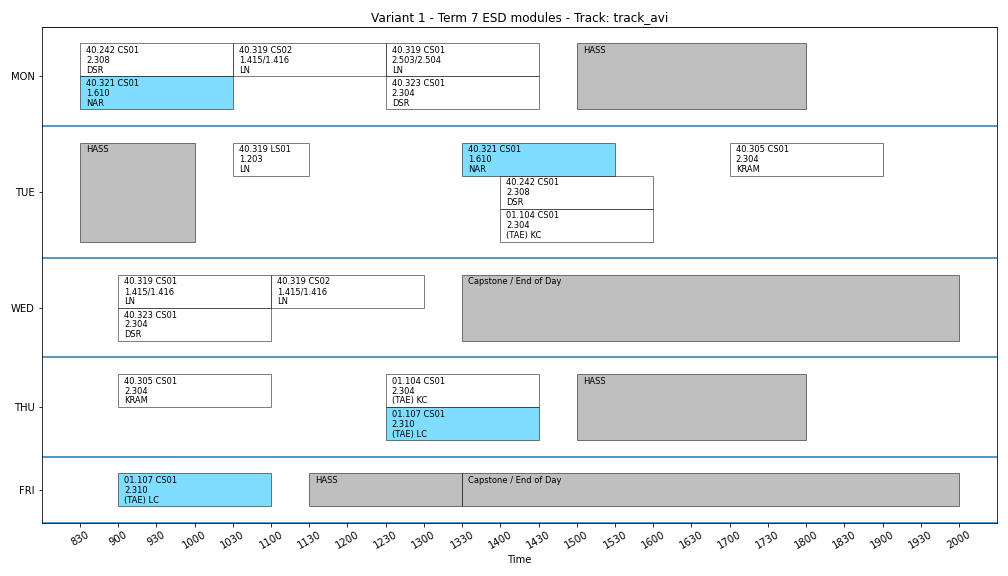 Variant 1 - Term 7 ESD modules - Track: track_avi
MON
40.242 CS01
2.308
DSR
40.319 CS02
1.415/1.416
LN
40.319 CS01
2.503/2.504
LN
HASS
40.321 CS01
1.610
NAR
40.323 CS01
2.304
DSR
TUE
HASS
40.319 LS01
1.203
LN
40.321 CS01
1.610
NAR
40.305 CS01
2.304
KRAM
40.242 CS01
2.308
DSR
01.104 CS01
2.304
(TAE) KC
WED
40.319 CS01
1.415/1.416
LN
40.319 CS02
1.415/1.416
LN
Capstone / End of Day
40.323 CS01
2.304
DSR
THU
40.305 CS01
2.304
KRAM
01.104 CS01
2.304
(TAE) KC
HASS
01.107 CS01
2.310
(TAE) LC
FRI
01.107 CS01
2.310
(TAE) LC
HASS
Capstone / End of Day
830 900 930 1000 1030 1100 1130 1200 1230 1300 1330 1400 1430 1500 1530 1600 1630 1700 1730 1800 1830 1900 1930 2000
Time